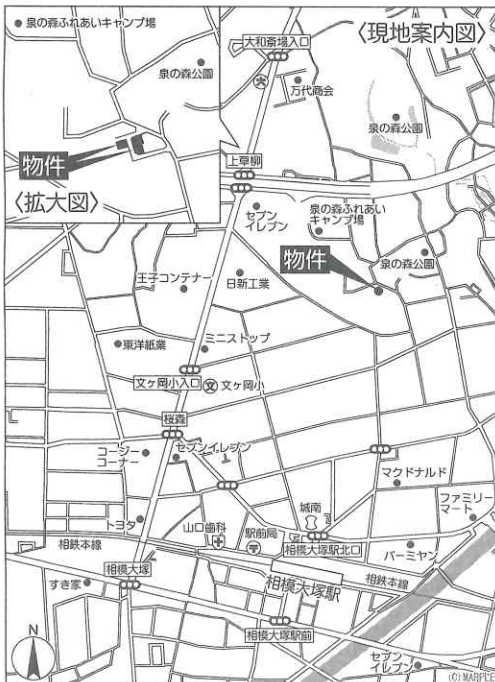 泉の森ふれあいキャンプ場
泉の森公園
物件
〈拡大図〉
〈現地案内図〉
大和斎場入口
万代商会
泉の森公園
上草柳
セブン
イレブン
泉の森ふれあい
キャンプ場
物件
泉の森公園
王子コンテナー
日新工業
東洋紙業
ミニストップ
文ヶ岡小入口
文
文ヶ岡小
桜森
コージー
コーナー
セブンイレブン
マクドナルド
ファミリー
マート
トヨタ
山口歯科
駅前局
城南
相鉄本線
相模大塚駅北口
バーミヤン
相模大塚
相模大塚駅
相鉄本線
すき家
相模大塚駅前
セブン
イレブン
N
(C) MAPPLE